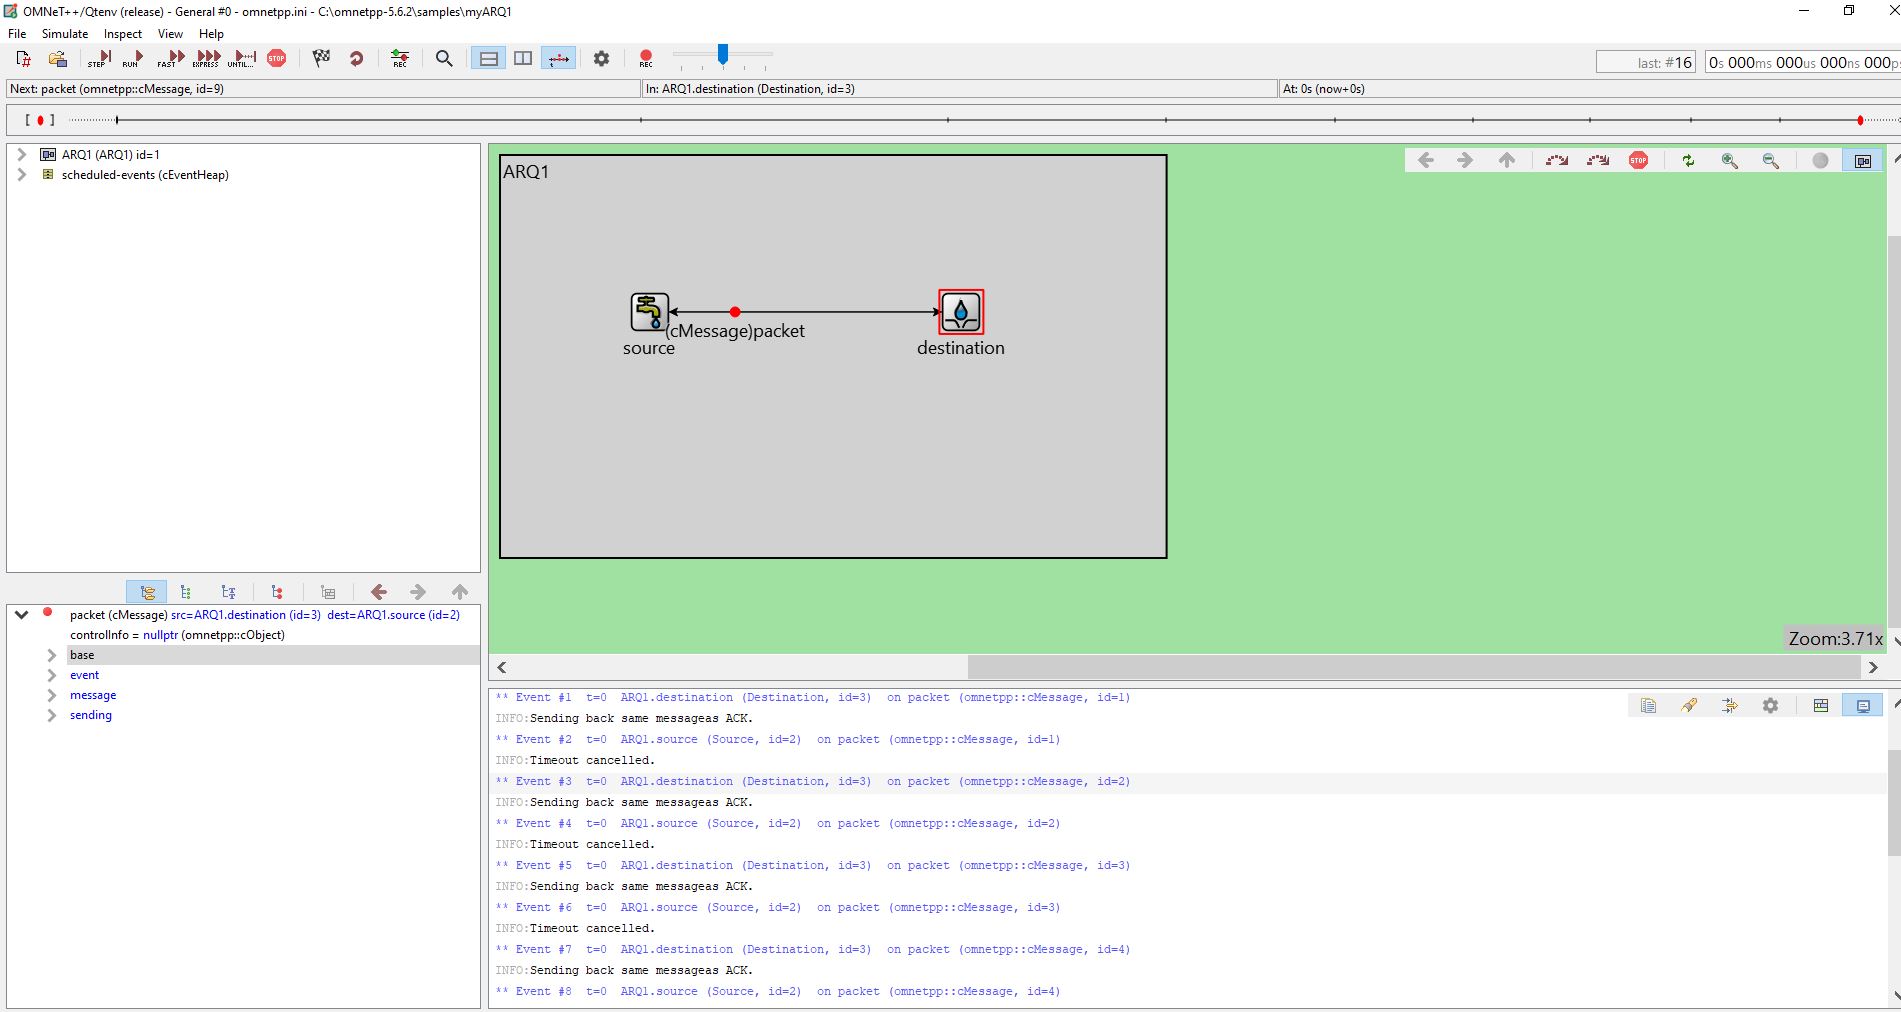 OMNeT++/Qtenv (release) - General #0 - omnetpp.ini - C:\omnetpp-5.6.2\samples\myARQ1
File Simulate Inspect View Help
STEP RUN FAST EXPRESS UNTIL... STOP REC REC last: #16 0s 000ms 000us 000ns 000ps
Next: packet (omnetpp::cMessage, id=9) In: ARQ1.destination (Destination, id=3) At: 0s (now+0s)
ARQ1 (ARQ1) id=1
scheduled-events (cEventHeap)
ARQ1
STOP
(cMessage)packet
source destination
Zoom:3.71x
packet (cMessage) src=ARQ1.destination (id=3) dest=ARQ1.source (id=2)
controlInfo = nullptr (omnetpp::cObject)
base
event
message
sending
** Event #1 t=0 ARQ1.destination (Destination, id=3) on packet (omnetpp::cMessage, id=1)
INFO:Sending back same messageas ACK.
** Event #2 t=0 ARQ1.source (Source, id=2) on packet (omnetpp::cMessage, id=1)
INFO:Timeout cancelled.
** Event #3 t=0 ARQ1.destination (Destination, id=3) on packet (omnetpp::cMessage, id=2)
INFO:Sending back same messageas ACK.
** Event #4 t=0 ARQ1.source (Source, id=2) on packet (omnetpp::cMessage, id=2)
INFO:Timeout cancelled.
** Event #5 t=0 ARQ1.destination (Destination, id=3) on packet (omnetpp::cMessage, id=3)
INFO:Sending back same messageas ACK.
** Event #6 t=0 ARQ1.source (Source, id=2) on packet (omnetpp::cMessage, id=3)
INFO:Timeout cancelled.
** Event #7 t=0 ARQ1.destination (Destination, id=3) on packet (omnetpp::cMessage, id=4)
INFO:Sending back same messageas ACK.
** Event #8 t=0 ARQ1.source (Source, id=2) on packet (omnetpp::cMessage, id=4)